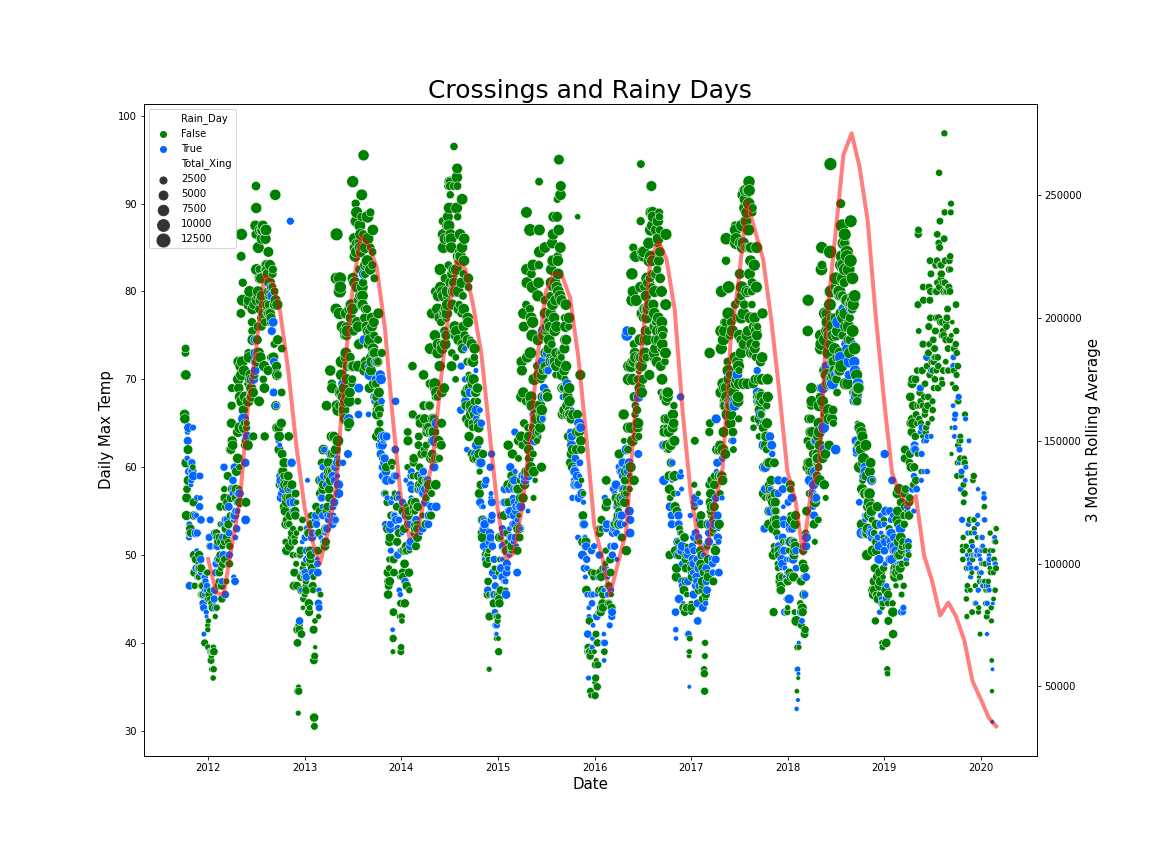 Crossings and Rainy Days
Rain_Day
False
True
Total_Xing
2500
5000
7500
10000
12500
100
90
80
70
60
50
40
30
Daily Max Temp
250000
200000
150000
100000
50000
3 Month Rolling Average
2012 2013 2014 2015 2016 2017 2018 2019 2020
Date